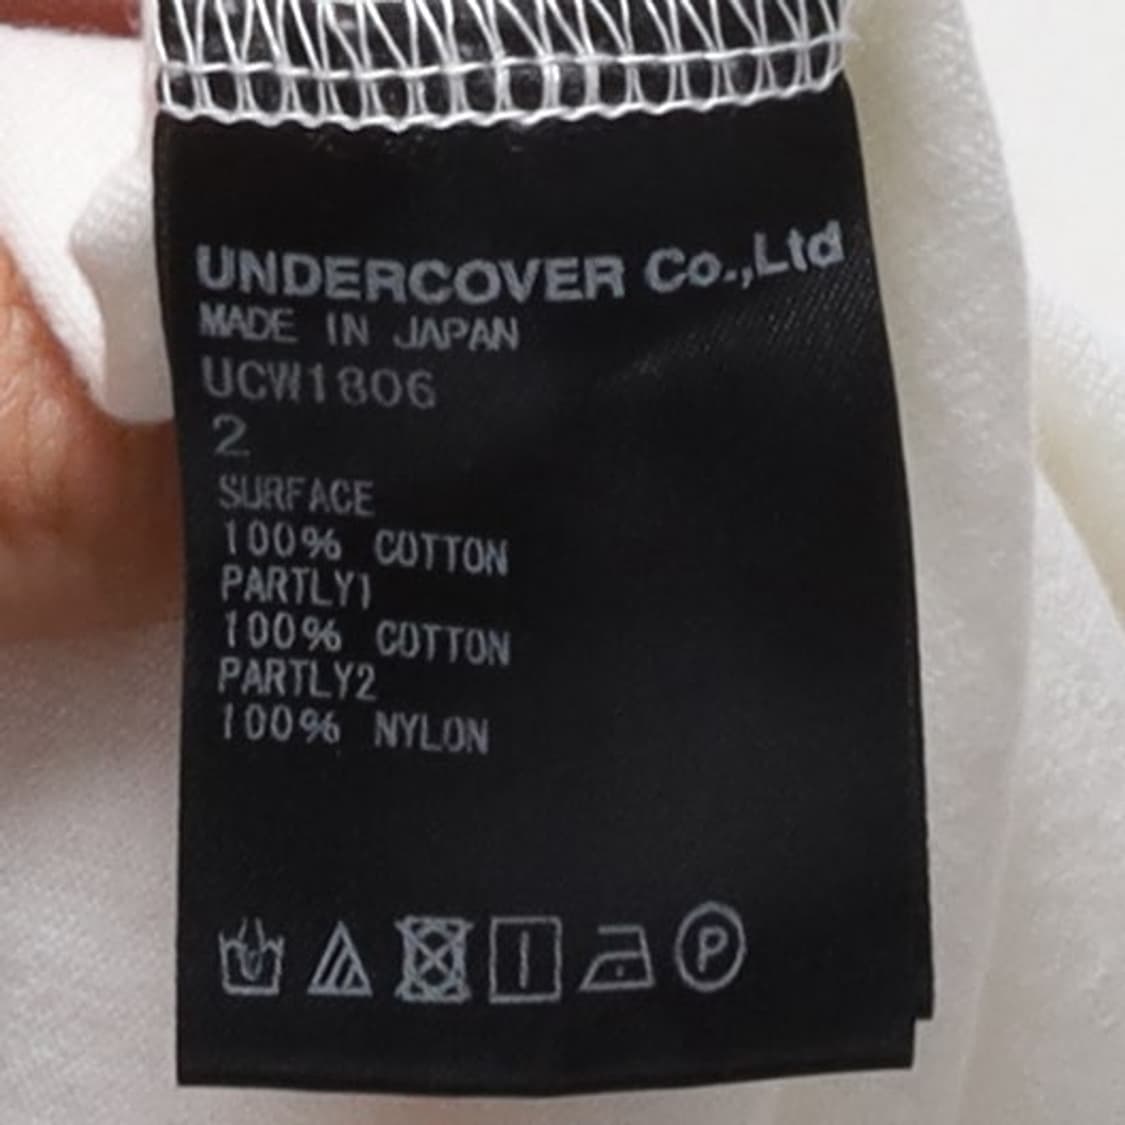 UNDERCOVER Co.,Ltd
MADE IN JAPAN
UCW1806
2
SURFACE
100% COTTON
PARTLY1
100% COTTON
PARTLY2
100% NYLON
P